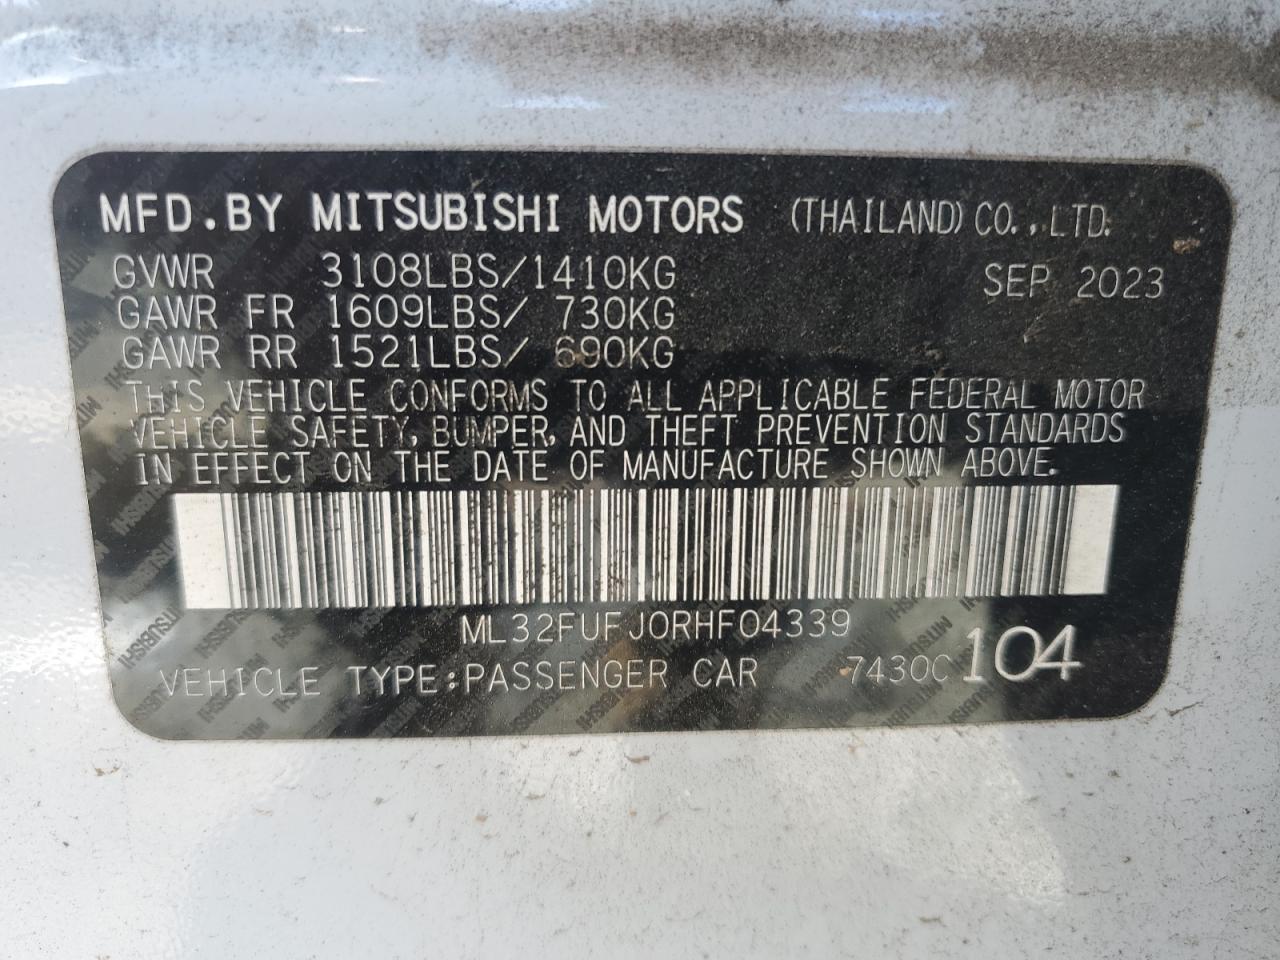 MFD.BY MITSUBISHI MOTORS (THAILAND) CO., LTD.
GVWR 3108LBS/1410KG SEP 2023
GAWR FR 1609LBS/ 730KG
GAWR RR 1521LBS/ 690KG
THIS VEHICLE CONFORMS TO ALL APPLICABLE FEDERAL MOTOR
VEHICLE SAFETY, BUMPER, AND THEFT PREVENTION STANDARDS
IN EFFECT ON THE DATE OF MANUFACTURE SHOWN ABOVE.
ML32FUFJ0RHF04339
VEHICLE TYPE:PASSENGER CAR 7430C 104